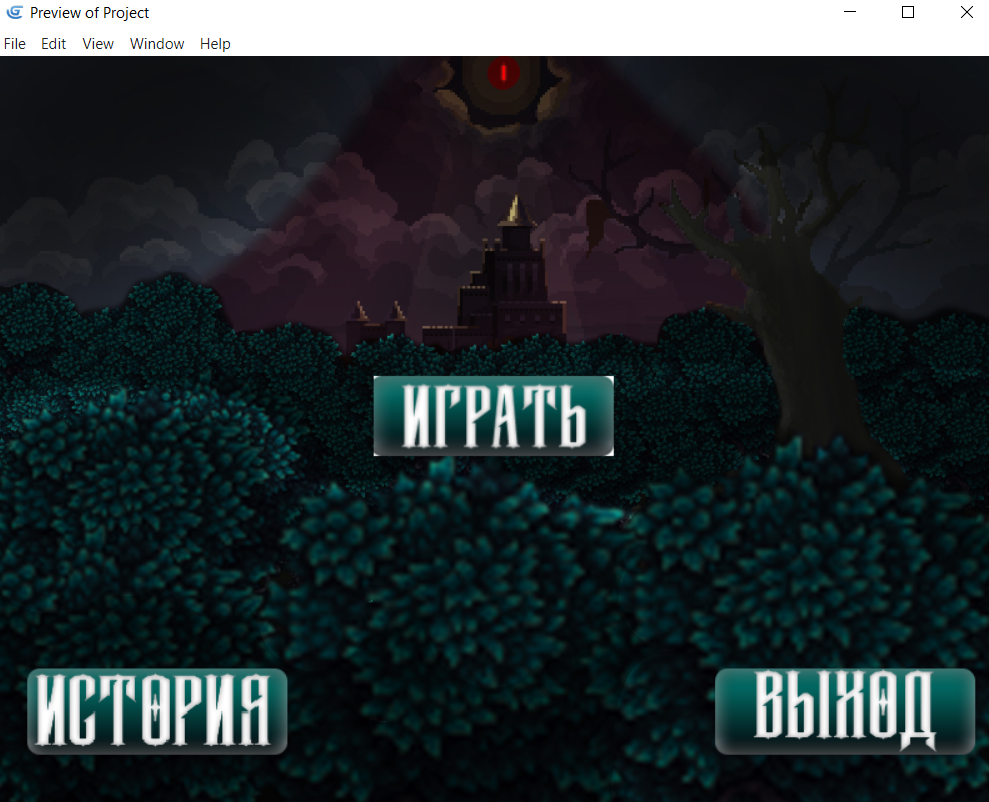 Preview of Project
File Edit View Window Help
ИГРАТЬ
ИСТОРИЯ
ВЫХОД